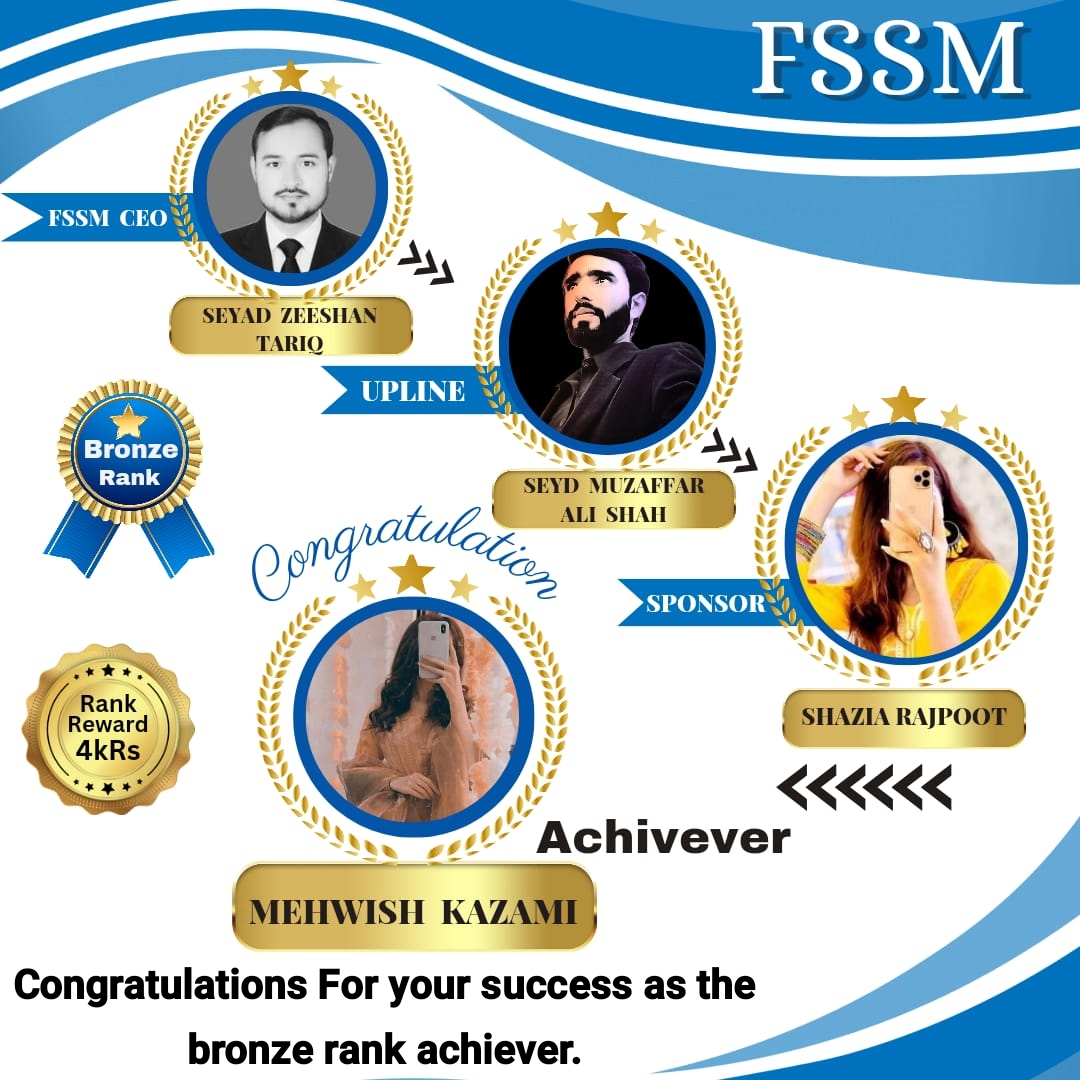 FSSM
FSSM CEO
SEYAD ZEESHAN
TARIQ
UPLINE
SEYD MUZAFFAR
ALI SHAH
Bronze
Rank
Congratulation
SPONSOR
SHAZIA RAJPOOT
Rank
Reward
4kRs
Achivever
MEHWISH KAZAMI
Congratulations For your success as the
bronze rank achiever.